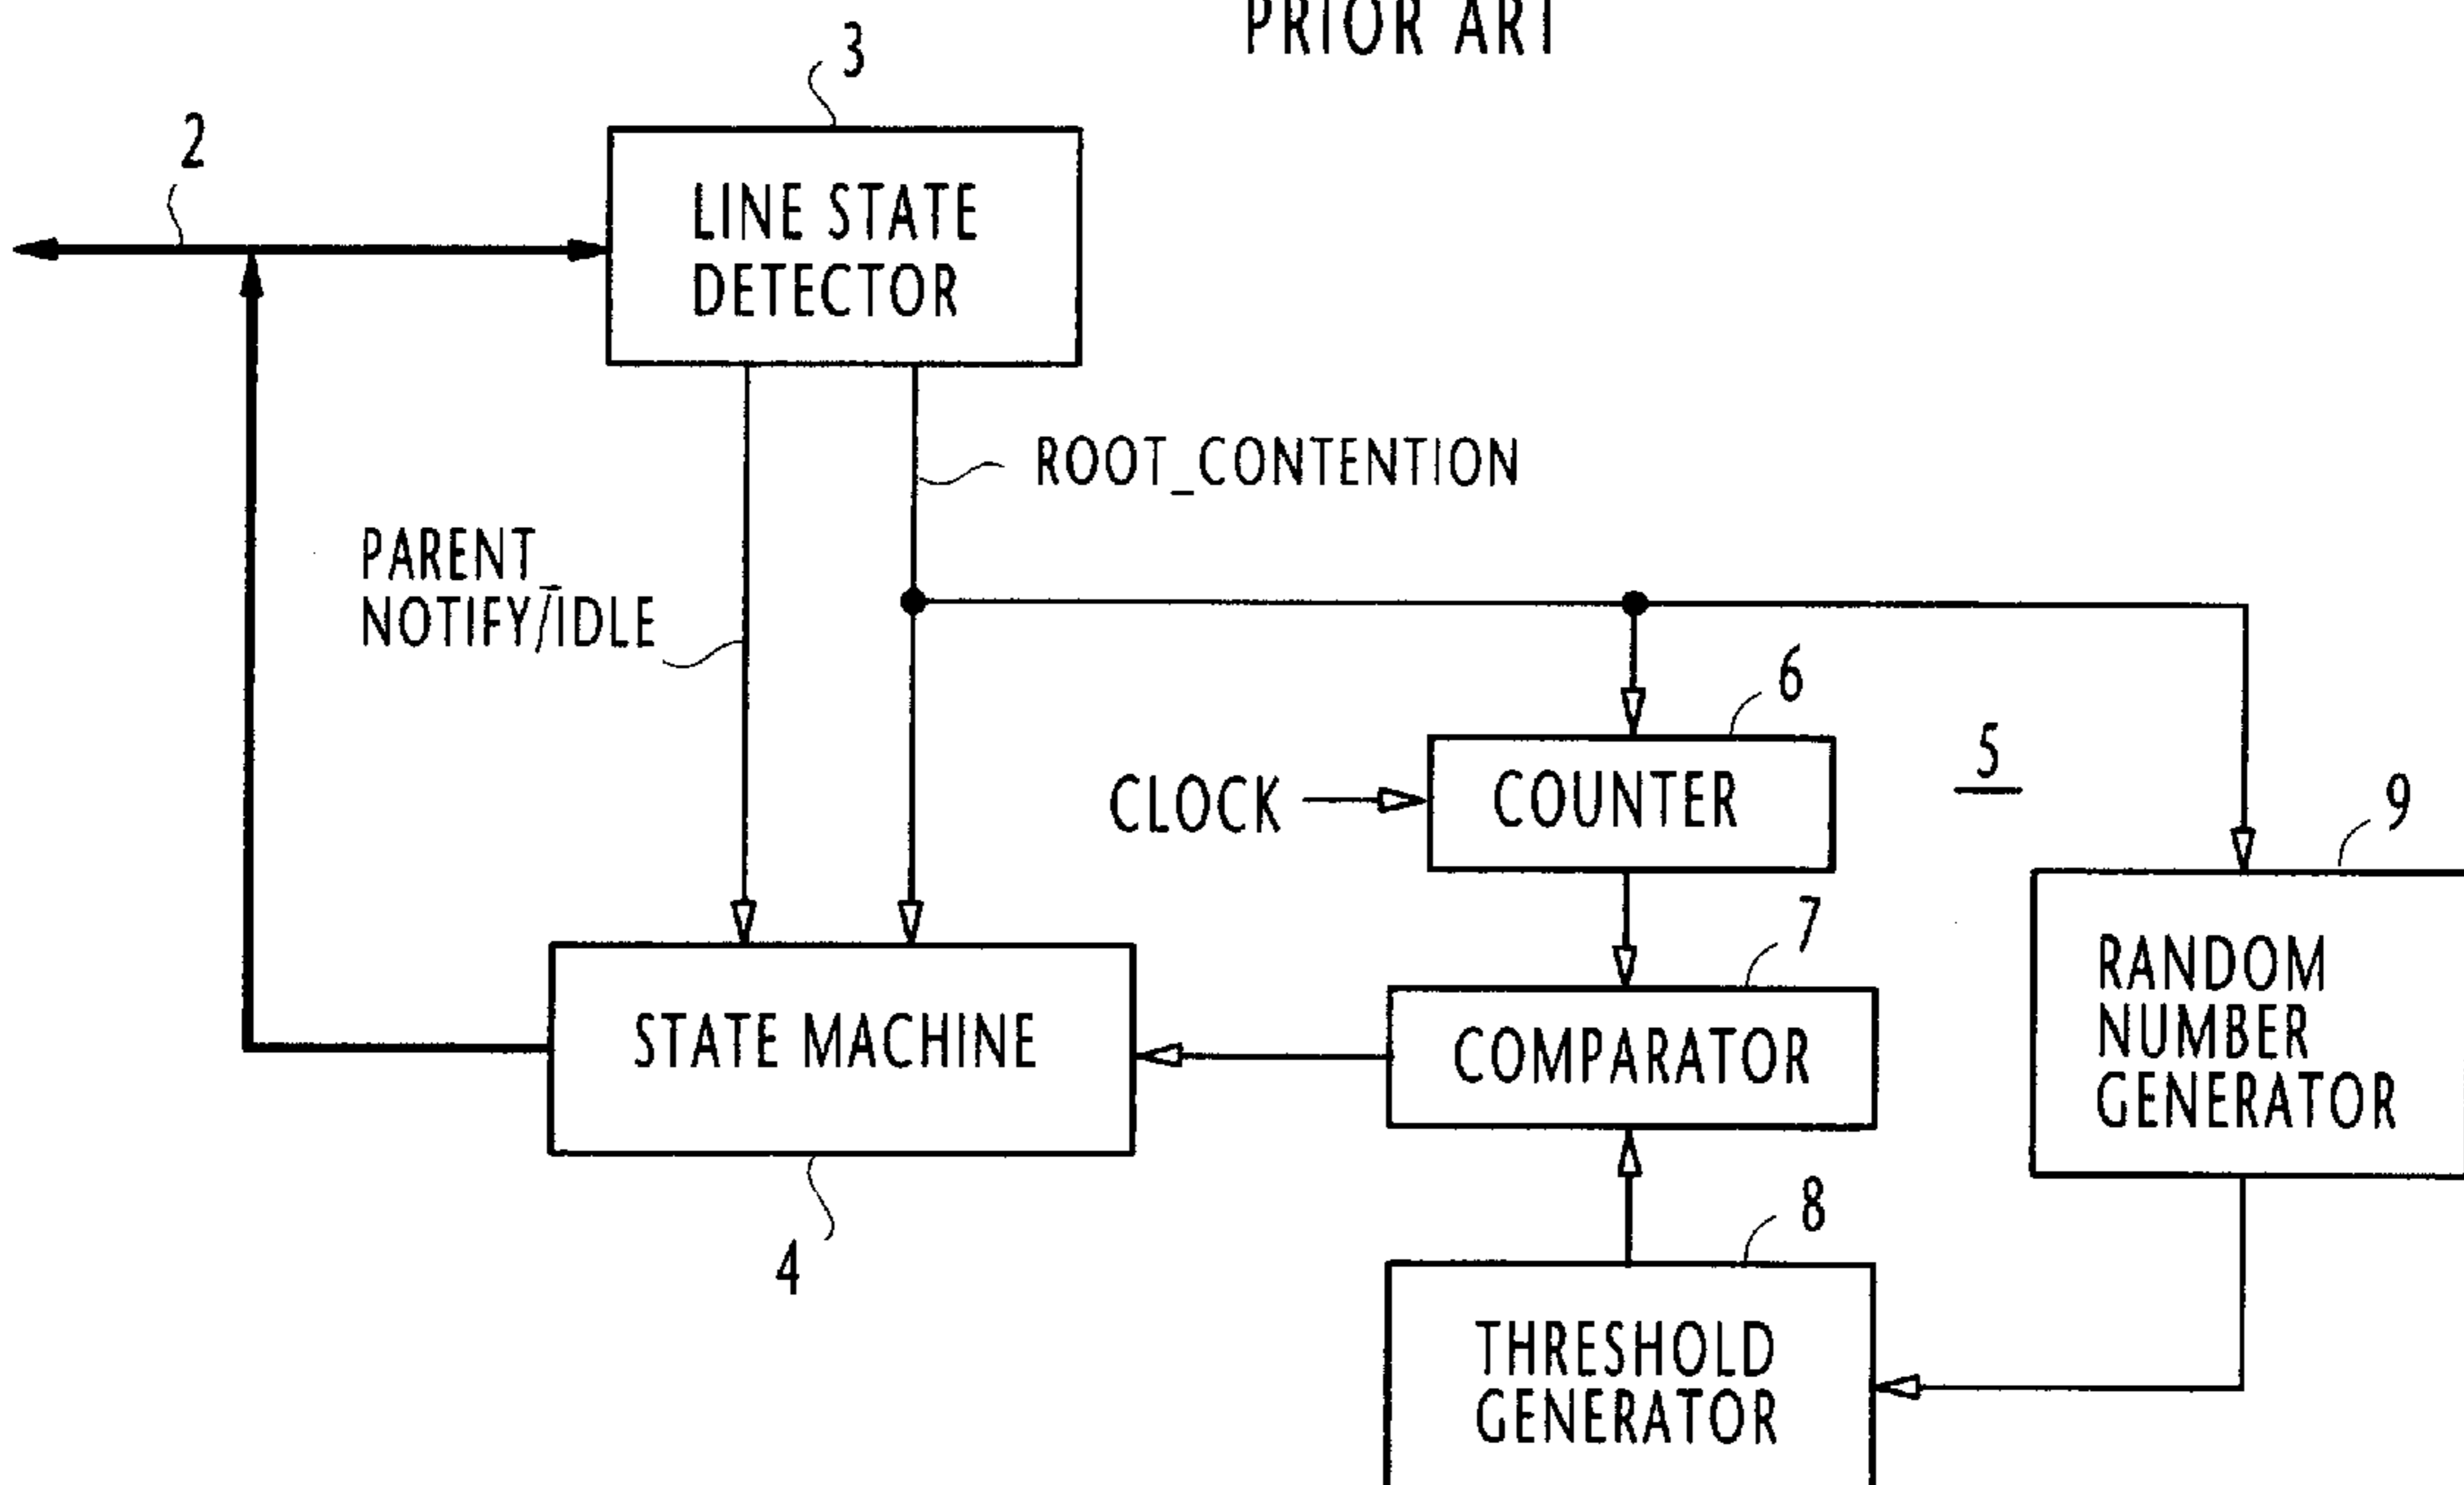 PRIOR ART
3
2
LINE STATE
DETECTOR
ROOT_CONTENTION
PARENT_
NOTIFY/IDLE
6
5
CLOCK
COUNTER
9
7
RANDOM
NUMBER
GENERATOR
STATE MACHINE
COMPARATOR
8
4
THRESHOLD
GENERATOR